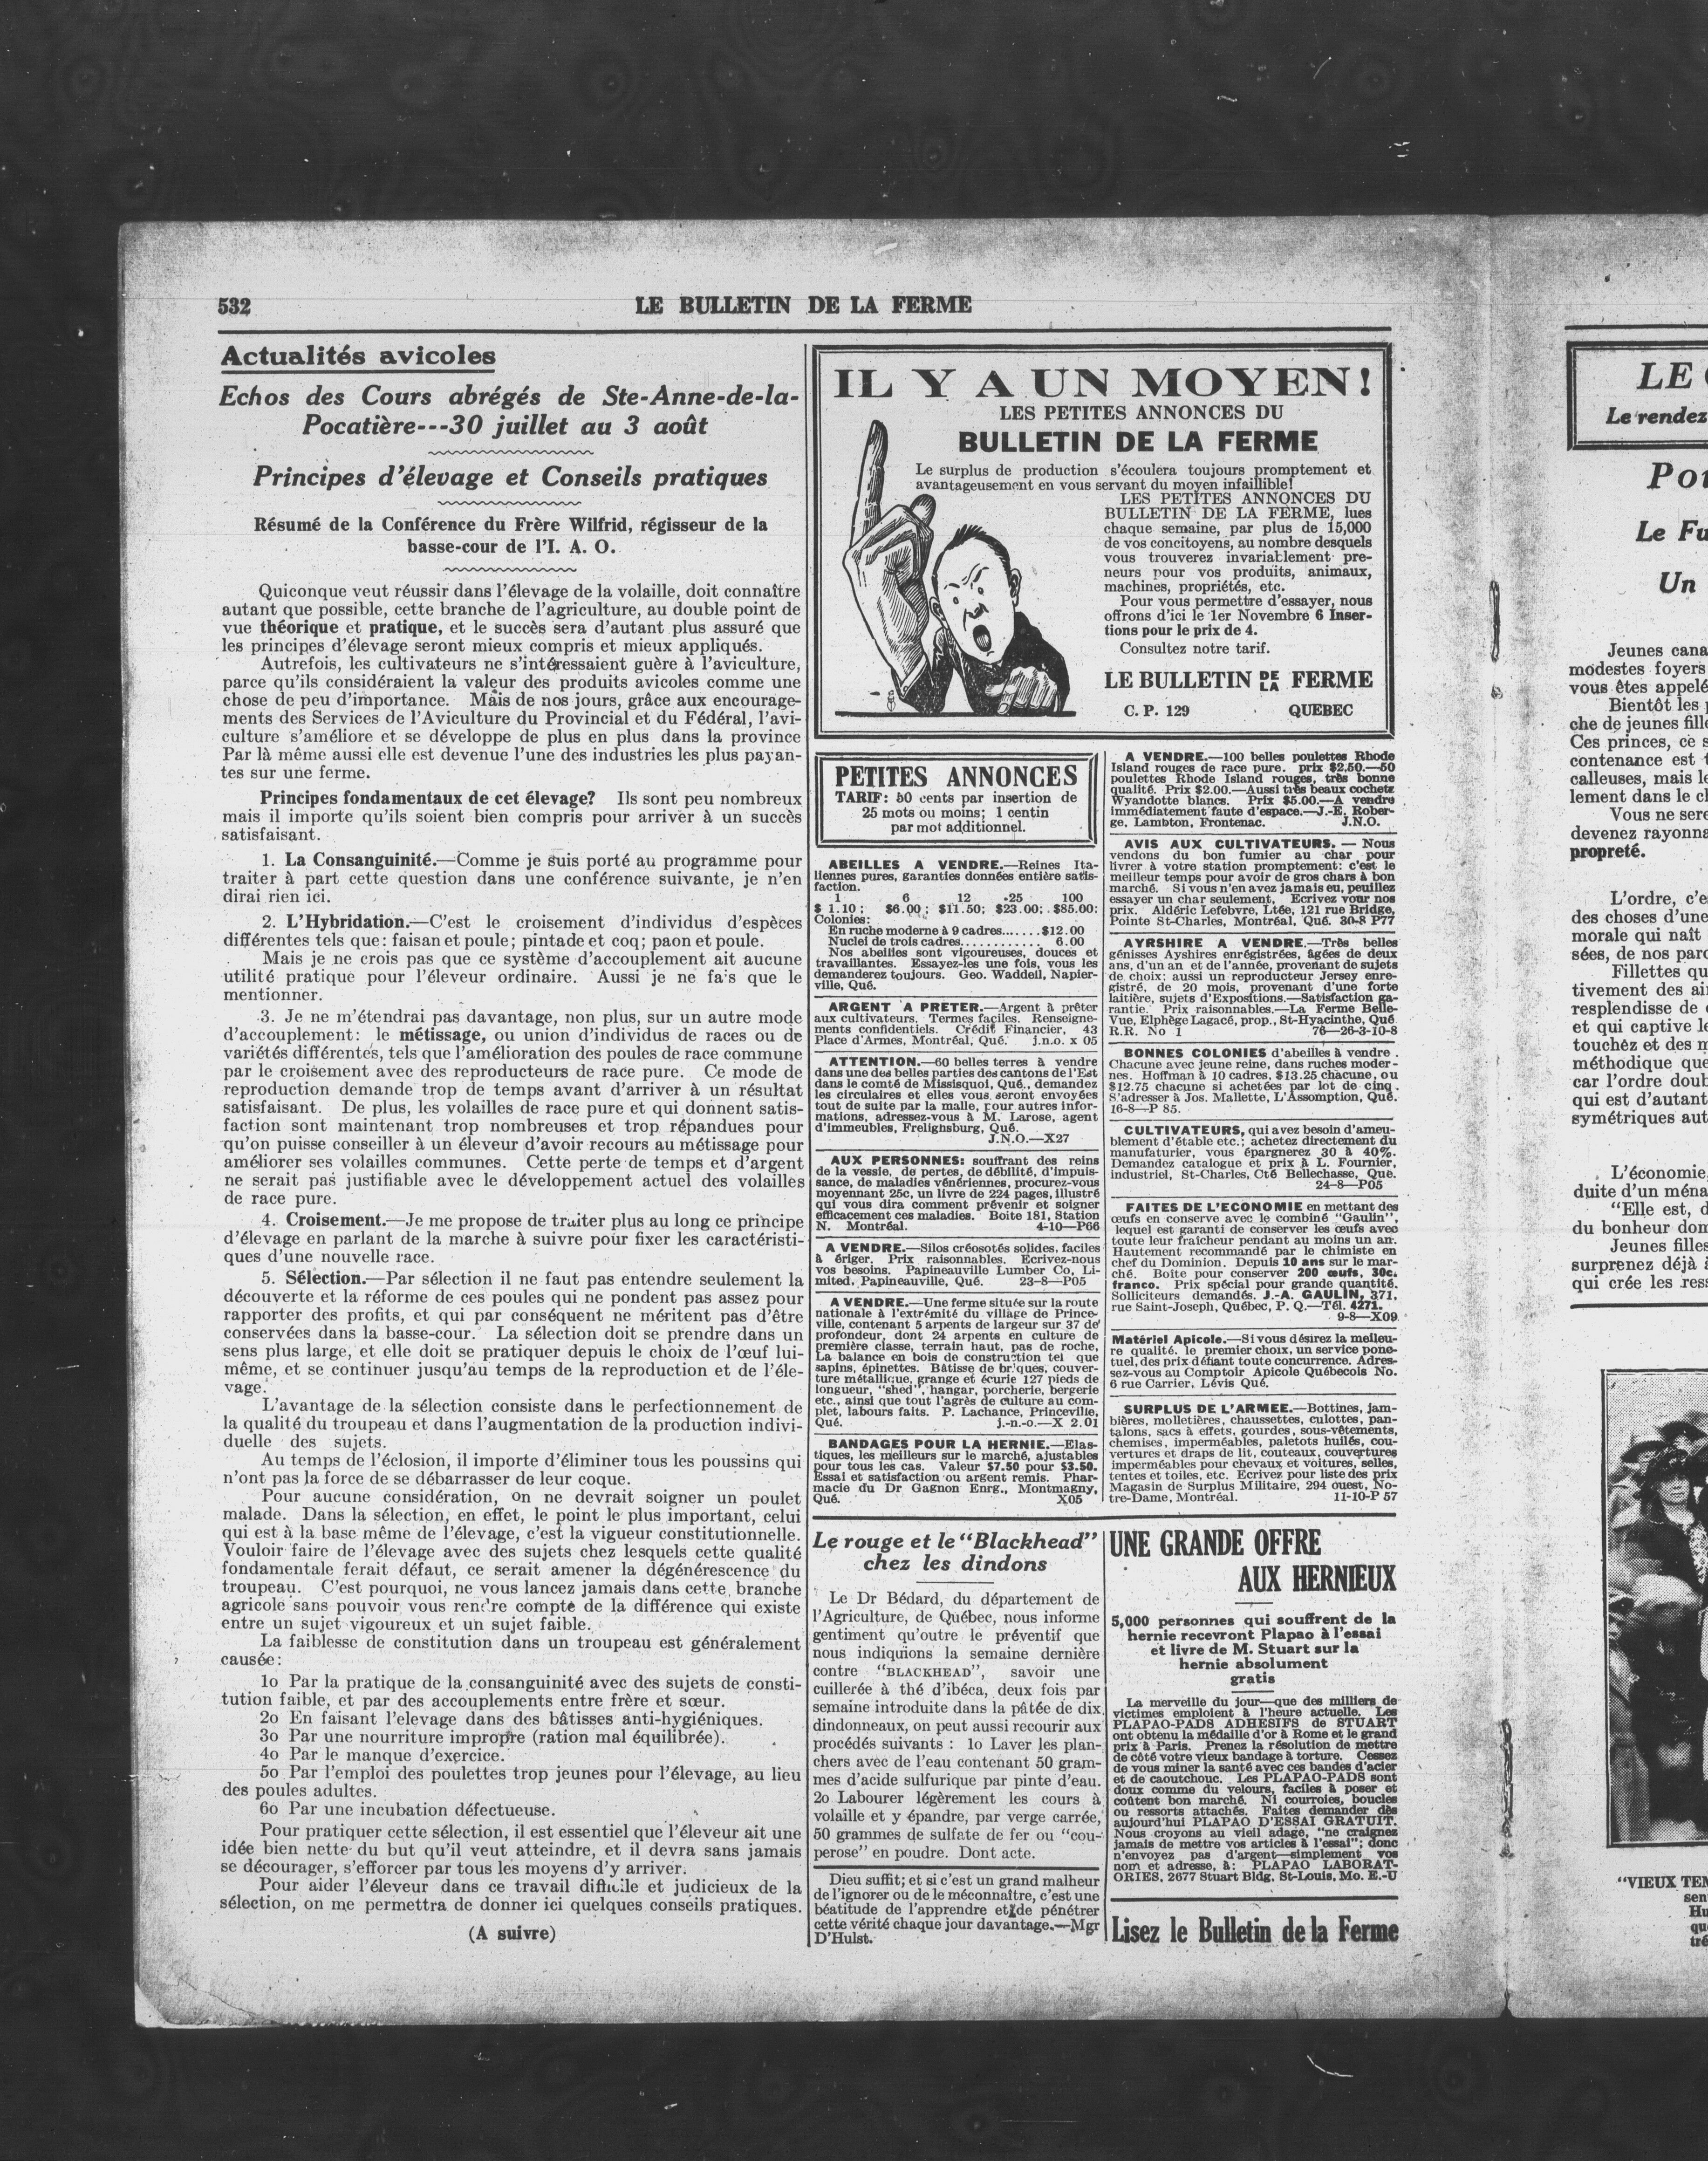 532
LE BULLETIN DE LA FERME
Actualités avicoles
Echos des Cours abrégés de Ste-Anne-de-la-
Pocatière---30 juillet au 3 août
Principes d'élevage et Conseils pratiques
Résumé de la Conférence du Frère Wilfrid, régisseur de la
basse-cour de l'I. A. O.
Quiconque veut réussir dans l'élevage de la volaille, doit connaître
autant que possible, cette branche de l'agriculture, au double point de
vue théorique et pratique, et le succès sera d'autant plus assuré que
les principes d'élevage seront mieux compris et mieux appliqués.
Autrefois, les cultivateurs ne s'intéressaient guère à l'aviculture,
parce qu'ils considéraient la valeur des produits avicoles comme une
chose de peu d'importance. Mais de nos jours, grâce aux encourage-
ments des Services de l'Aviculture du Provincial et du Fédéral, l'avi-
culture s'améliore et se développe de plus en plus dans la province
Par là même aussi elle est devenue l'une des industries les plus payan-
tes sur une ferme.
Principes fondamentaux de cet élevage? Ils sont peu nombreux
mais il importe qu'ils soient bien compris pour arriver à un succès
satisfaisant.
1. La Consanguinité.—Comme je suis porté au programme pour
traiter à part cette question dans une conférence suivante, je n'en
dirai rien ici.
2. L'Hybridation.—C'est le croisement d'individus d'espèces
différentes tels que: faisan et poule; pintade et coq; paon et poule.
Mais je ne crois pas que ce système d'accouplement ait aucune
utilité pratique pour l'éleveur ordinaire. Aussi je ne fais que le
mentionner.
3. Je ne m'étendrai pas davantage, non plus, sur un autre mode
d'accouplement: le métissage, ou union d'individus de races ou de
variétés différentes, tels que l'amélioration des poules de race commune
par le croisement avec des reproducteurs de race pure. Ce mode de
reproduction demande trop de temps avant d'arriver à un résultat
satisfaisant. De plus, les volailles de race pure et qui donnent satis-
faction sont maintenant trop nombreuses et trop répandues pour
qu'on puisse conseiller à un éleveur d'avoir recours au métissage pour
améliorer ses volailles communes. Cette perte de temps et d'argent
ne serait pas justifiable avec le développement actuel des volailles
de race pure.
4. Croisement.—Je me propose de traiter plus au long ce principe
d'élevage en parlant de la marche à suivre pour fixer les caractéristi-
ques d'une nouvelle race.
5. Sélection.—Par sélection il ne faut pas entendre seulement la
découverte et la réforme de ces poules qui ne pondent pas assez pour
rapporter des profits, et qui par conséquent ne méritent pas d'être
conservées dans la basse-cour. La sélection doit se prendre dans un
sens plus large, et elle doit se pratiquer depuis le choix de l'œuf lui-
même, et se continuer jusqu'au temps de la reproduction et de l'éle-
vage.
L'avantage de la sélection consiste dans le perfectionnement de
la qualité du troupeau et dans l'augmentation de la production indivi-
duelle des sujets.
Au temps de l'éclosion, il importe d'éliminer tous les poussins qui
n'ont pas la force de se débarrasser de leur coque.
Pour aucune considération, on ne devrait soigner un poulet
malade. Dans la sélection, en effet, le point le plus important, celui
qui est à la base même de l'élevage, c'est la vigueur constitutionnelle.
Vouloir faire de l'élevage avec des sujets chez lesquels cette qualité
fondamentale ferait défaut, ce serait amener la dégénérescence du
troupeau. C'est pourquoi, ne vous lancez jamais dans cette branche
agricole sans pouvoir vous rendre compte de la différence qui existe
entre un sujet vigoureux et un sujet faible.
La faiblesse de constitution dans un troupeau est généralement
causée:
1o Par la pratique de la consanguinité avec des sujets de consti-
tution faible, et par des accouplements entre frère et sœur.
2o En faisant l'elevage dans des bâtisses anti-hygiéniques.
3o Par une nourriture impropre (ration mal équilibrée).
4o Par le manque d'exercice.
5o Par l'emploi des poulettes trop jeunes pour l'élevage, au lieu
des poules adultes.
6o Par une incubation défectueuse.
Pour pratiquer cette sélection, il est essentiel que l'éleveur ait une
idée bien nette du but qu'il veut atteindre, et il devra sans jamais
se décourager, s'efforcer par tous les moyens d'y arriver.
Pour aider l'éleveur dans ce travail difficile et judicieux de la
sélection, on me permettra de donner ici quelques conseils pratiques.
(A suivre)
IL Y A UN MOYEN!
LES PETITES ANNONCES DU
BULLETIN DE LA FERME
Le surplus de production s'écoulera toujours promptement et
avantageusement en vous servant du moyen infaillible!
LES PETITES ANNONCES DU
BULLETIN DE LA FERME, lues
chaque semaine, par plus de 15,000
de vos concitoyens, au nombre desquels
vous trouverez invariablement pre-
neurs pour vos produits, animaux,
machines, propriétés, etc.
Pour vous permettre d'essayer, nous
offrons d'ici le 1er Novembre 6 Inser-
tions pour le prix de 4.
Consultez notre tarif.
LE BULLETIN DE LA FERME
C. P. 129 QUEBEC
PETITES ANNONCES
TARIF: 50 cents par insertion de
25 mots ou moins; 1 centin
par mot additionnel.
ABEILLES A VENDRE.—Reines Ita-
liennes pures, garanties données entière satis-
faction.
1 6 12 25 100
$ 1.10; $6.00; $11.50; $23.00; $85.00:
Colonies:
En ruche moderne à 9 cadres.......$12.00
Nuclei de trois cadres........... 6.00
Nos abeilles sont vigoureuses, douces et
travaillantes. Essayez-les une fois, vous les
demanderez toujours. Geo. Waddell, Napier-
ville, Qué.
ARGENT A PRETER.—Argent à prêter
aux cultivateurs. Termes faciles. Renseigne-
ments confidentiels. Crédit Financier, 43
Place d'Armes, Montréal, Qué. j.n.o. x 05
ATTENTION.—60 belles terres à vendre
dans une des belles parties des cantons de l'Est
dans le comté de Missisquoi, Qué., demandez
les circulaires et elles vous seront envoyées
tout de suite par la malle, pour autres infor-
mations, adressez-vous à M. Larose, agent
d'immeubles, Frelighsburg, Qué.
J.N.O.—X27
AUX PERSONNES: souffrant des reins
de la vessie, de pertes, de débilité, d'impuis-
sance, de maladies vénériennes, procurez-vous
moyennant 25c, un livre de 224 pages, illustré
qui vous dira comment prévenir et soigner
efficacement ces maladies. Boite 181, Station
N. Montréal. 4-10—P66
A VENDRE.—Silos créosotés solides, faciles
à ériger. Prix raisonnables. Ecrivez-nous
vos besoins. Papineauville Lumber Co, Li-
mited, Papineauville, Qué. 23-8—P05
A VENDRE.—Une ferme située sur la route
nationale à l'extrémité du village de Prince-
ville, contenant 5 arpents de largeur sur 37 de
profondeur, dont 24 arpents en culture de
première classe, terrain haut, pas de roche,
La balance en bois de construction tel que
sapins, épinettes. Bâtisse de briques, couver-
ture métallique, grange et écurie 127 pieds de
longueur, "shed", hangar, porcherie, bergerie
etc., ainsi que tout l'agrès de culture au com-
plet, labours faits. P. Lachance, Princeville,
Qué. j.-n.-o.—X 2.01
BANDAGES POUR LA HERNIE.—Elas-
tiques, les meilleurs sur le marché, ajustables
pour tous les cas. Valeur $7.50 pour $3.50.
Essai et satisfaction ou argent remis. Phar-
macie du Dr Gagnon Enrg., Montmagny,
Qué. X05
A VENDRE.—100 belles poulettes Rhode
Island rouges de race pure. prix $2.50.—50
poulettes Rhode Island rouges, très bonne
qualité. Prix $2.00.—Aussi très beaux cochets
Wyandotte blancs. Prix $5.00.—A vendre
immédiatement faute d'espace.—J.-E. Rober-
ge, Lambton, Frontenac. J.N.O.
AVIS AUX CULTIVATEURS. — Nous
vendons du bon fumier au char pour
livrer à votre station promptement: c'est le
meilleur temps pour avoir de gros chars à bon
marché. Si vous n'en avez jamais eu, peuillez
essayer un char seulement, Ecrivez vour nos
prix. Aldéric Lefebvre, Ltée, 121 rue Bridge,
Pointe St-Charles, Montréal, Qué. 30-8 P77
AYRSHIRE A VENDRE.—Très belles
génisses Ayshires enrégistrées, âgées de deux
ans, d'un an et de l'année, provenant de sujets
de choix: aussi un reproducteur Jersey enre-
gistré, de 20 mois, provenant d'une forte
laitière, sujets d'Expositions.—Satisfaction ga-
rantie. Prix raisonnables.—La Ferme Belle-
Vue, Elphège Lagacé, prop., St-Hyacinthe, Qué
R.R. No 1 76—26-3-10-8
BONNES COLONIES d'abeilles à vendre.
Chacune avec jeune reine, dans ruches moder-
nes. Hoffman à 10 cadres, $13.25 chacune, ou
$12.75 chacune si achetées par lot de cinq.
S'adresser à Jos. Mallette, L'Assomption, Qué.
16-8—P 85.
CULTIVATEURS, qui avez besoin d'ameu-
blement d'étable etc.; achetez directement du
manufaturier, vous épargnerez 30 à 40%.
Demandez catalogue et prix à L. Fournier,
industriel, St-Charles, Cté Bellechasse, Qué.
24-8—P05
FAITES DE L'ECONOMIE en mettant des
œufs en conserve avec le combiné "Gaulin",
lequel est garanti de conserver les œufs avec
toute leur fraîcheur pendant au moins un an.
Hautement recommandé par le chimiste en
chef du Dominion. Depuis 10 ans sur le mar-
ché. Boîte pour conserver 200 œufs, 30c.
franco. Prix spécial pour grande quantité.
Solliciteurs demandés. J.-A. GAULIN, 371,
rue Saint-Joseph, Québec, P. Q.—Tél. 4271.
9-8—X09
Matériel Apicole.—Si vous désirez la meileu-
re qualité. le premier choix, un service ponc-
tuel, des prix défiant toute concurrence. Adres-
sez-vous au Comptoir Apicole Québecois No.
6 rue Carrier, Lévis Qué.
SURPLUS DE L'ARMEE.—Bottines, jam-
bières, molletières, chaussettes, culottes, pan-
talons, sacs à effets, gourdes, sous-vêtements,
chemises, imperméables, paletots huilés, cou-
vertures et draps de lit, couteaux, couvertures
imperméables pour chevaux et voitures, selles,
tentes et toiles, etc. Ecrivez pour liste des prix
Magasin de Surplus Militaire, 294 ouest, No-
tre-Dame, Montréal. 11-10-P 57
Le rouge et le "Blackhead"
chez les dindons
Le Dr Bédard, du département de
l'Agriculture, de Québec, nous informe
gentiment qu'outre le préventif que
nous indiquions la semaine dernière
contre "BLACKHEAD", savoir une
cuillerée à thé d'ibéca, deux fois par
semaine introduite dans la pâtée de dix
dindonneaux, on peut aussi recourir aux
procédés suivants : 1o Laver les plan-
chers avec de l'eau contenant 50 gram-
mes d'acide sulfurique par pinte d'eau.
2o Labourer légèrement les cours à
volaille et y épandre, par verge carrée,
50 grammes de sulfate de fer ou "cou-
perose" en poudre. Dont acte.
Dieu suffit; et si c'est un grand malheur
de l'ignorer ou de le méconnaître, c'est une
béatitude de l'apprendre et de pénétrer
cette vérité chaque jour davantage.—Mgr
D'Hulst.
UNE GRANDE OFFRE
AUX HERNIEUX
5,000 personnes qui souffrent de la
hernie recevront Plapao à l'essai
et livre de M. Stuart sur la
hernie absolument
gratis
La merveille du jour—que des milliers de
victimes emploient à l'heure actuelle. Les
PLAPAO-PADS ADHESIFS de STUART
ont obtenu la médaille d'or à Rome et le grand
prix à Paris. Prenez la résolution de mettre
de côté votre vieux bandage à torture. Cessez
de vous miner la santé avec ces bandes d'acier
et de caoutchouc. Les PLAPAO-PADS sont
doux comme du velours, faciles à poser et
coûtent bon marché. Ni courroies, boucles
ou ressorts attachés. Faites demander dès
aujourd'hui PLAPAO D'ESSAI GRATUIT.
Nous croyons au vieil adage, "ne craignez
jamais de mettre vos articles à l'essai"; donc
n'envoyez pas d'argent—simplement vos
nom et adresse, à: PLAPAO LABORAT-
ORIES, 2677 Stuart Bldg, St-Louis, Mo. E.-U
Lisez le Bulletin de la Ferme
LE
Le rendez
Le Fu
Un
Jeunes cana
modestes foyers
vous êtes appelé
Bientôt les
che de jeunes fill
Ces princes, ce s
contenance est
calleuses, mais le
lement dans le c
Vous ne sere
devenez rayonna
propreté.
L'ordre, c'e
des choses d'une
morale qui naît
sées, de nos paro
Fillettes qu
tivement des ai
resplendisse de
et qui captive le
touchez et des m
méthodique que
car l'ordre doub
qui est d'autant
symétriques aut
L'économie,
duite d'un ména
"Elle est, d
du bonheur dom
Jeunes filles
surprenez déjà à
qui crée les ress
"VIEUX TEM
sen
Hu
qu
tré